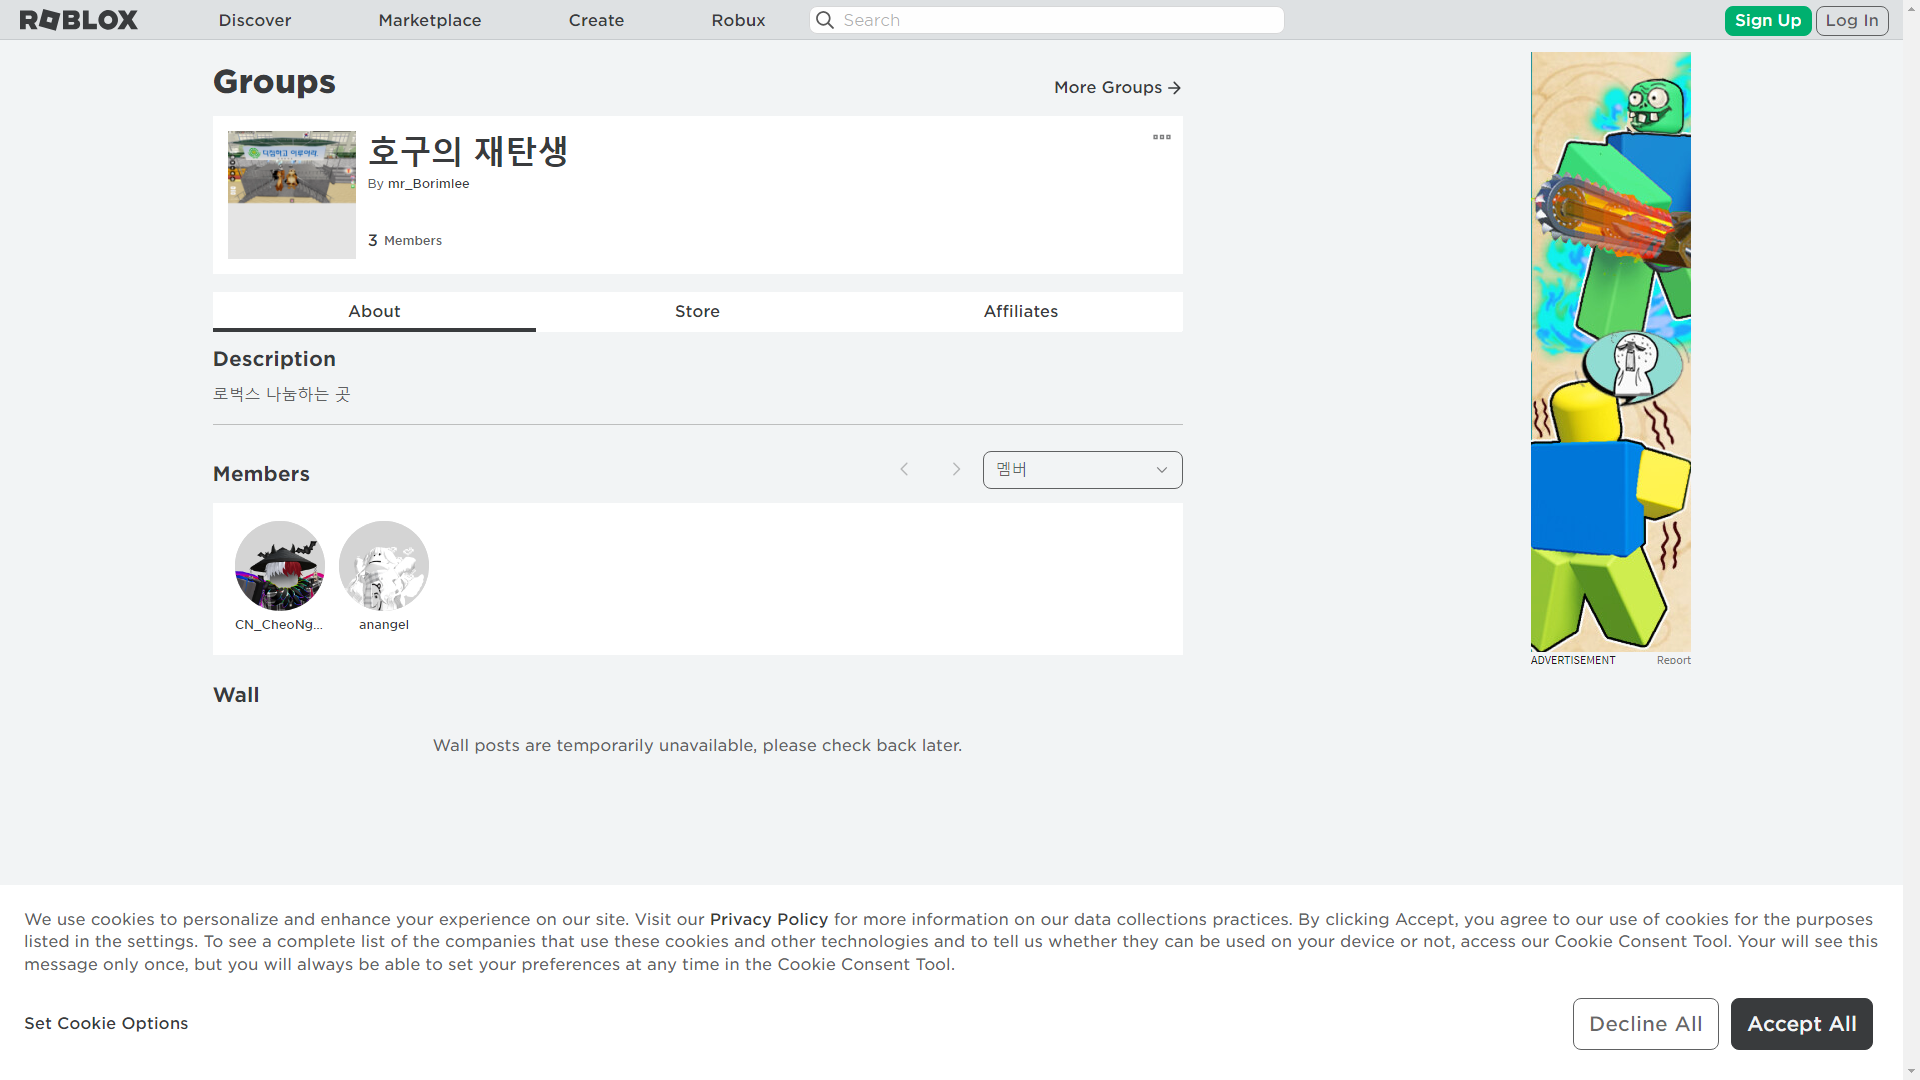 ROBLOX
Discover
Marketplace
Create
Robux
Search
Sign Up
Log In
Groups
More Groups
호구의 재탄생
By mr_Borimlee
3 Members
About
Store
Affiliates
Description
로벅스 나눔하는 곳
Members
멤버
CN_CheoNg...
anangel
Wall
Wall posts are temporarily unavailable, please check back later.
ADVERTISEMENT
Report
We use cookies to personalize and enhance your experience on our site. Visit our Privacy Policy for more information on our data collections practices. By clicking Accept, you agree to our use of cookies for the purposes
listed in the settings. To see a complete list of the companies that use these cookies and other technologies and to tell us whether they can be used on your device or not, access our Cookie Consent Tool. Your will see this
message only once, but you will always be able to set your preferences at any time in the Cookie Consent Tool.
Set Cookie Options
Decline All
Accept All